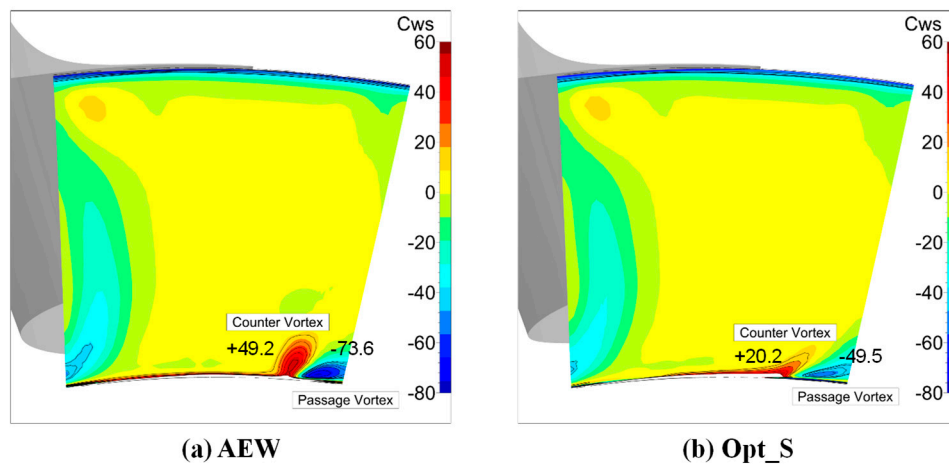 Cws
60
40
20
0
-20
-40
-60
-80
Counter Vortex
+49.2
-73.6
Passage Vortex
(a) AEW
Cws
60
40
20
0
-20
-40
-60
-80
Counter Vortex
+20.2
-49.5
Passage Vortex
(b) Opt_S